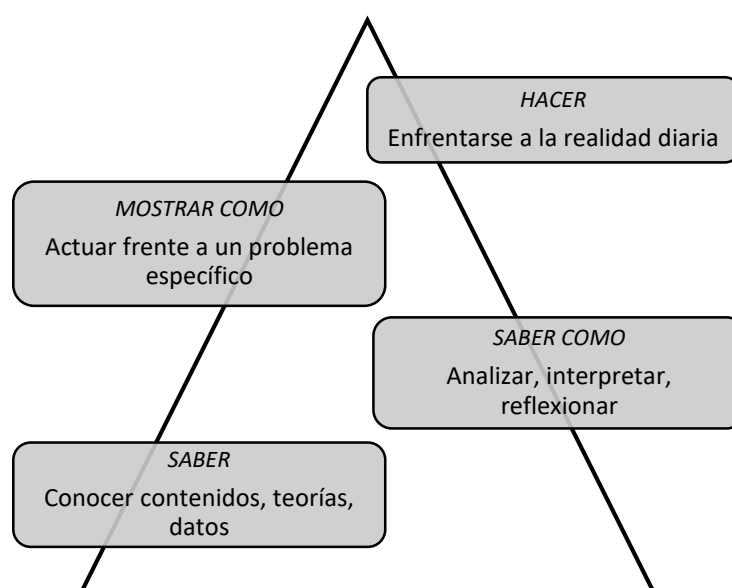 HACER
Enfrentarse a la realidad diaria
MOSTRAR COMO
Actuar frente a un problema
específico
SABER COMO
Analizar, interpretar,
reflexionar
SABER
Conocer contenidos, teorías,
datos